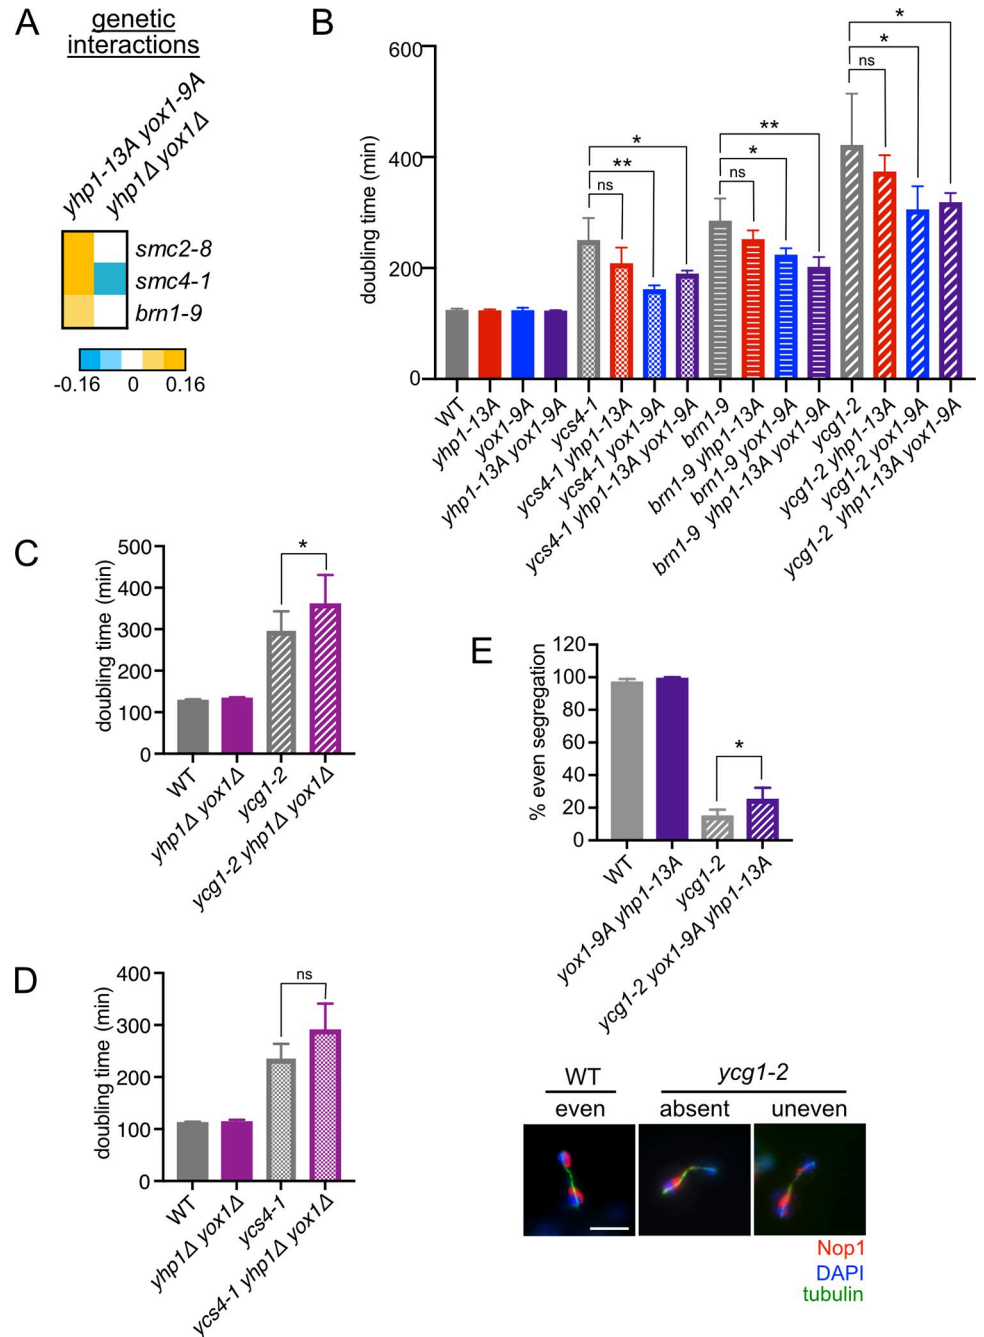 A
genetic
interactions
yhp1-13A yox1-9A
yhp1Δ yox1Δ
smc2-8
smc4-1
brn1-9
-0.16 0 0.16
B
doubling time (min)
600
400
200
0
ns
**
*
ns
*
**
ns
*
*
WT
yhp1-13A
yox1-9A
yhp1-13A yox1-9A
ycs4-1
ycs4-1 yhp1-13A
ycs4-1 yox1-9A
ycs4-1 yhp1-13A yox1-9A
brn1-9
brn1-9 yhp1-13A
brn1-9 yox1-9A
brn1-9 yhp1-13A yox1-9A
ycg1-2
ycg1-2 yhp1-13A
ycg1-2 yox1-9A
ycg1-2 yhp1-13A yox1-9A
C
doubling time (min)
500
400
300
200
100
0
*
WT
yhp1Δ yox1Δ
ycg1-2
ycg1-2 yhp1Δ yox1Δ
D
doubling time (min)
400
300
200
100
0
ns
WT
yhp1Δ yox1Δ
ycs4-1
ycs4-1 yhp1Δ yox1Δ
E
% even segregation
120
100
80
60
40
20
0
*
WT
yox1-9A yhp1-13A
ycg1-2
ycg1-2 yox1-9A yhp1-13A
WT ycg1-2
even absent uneven
Nop1
DAPI
tubulin